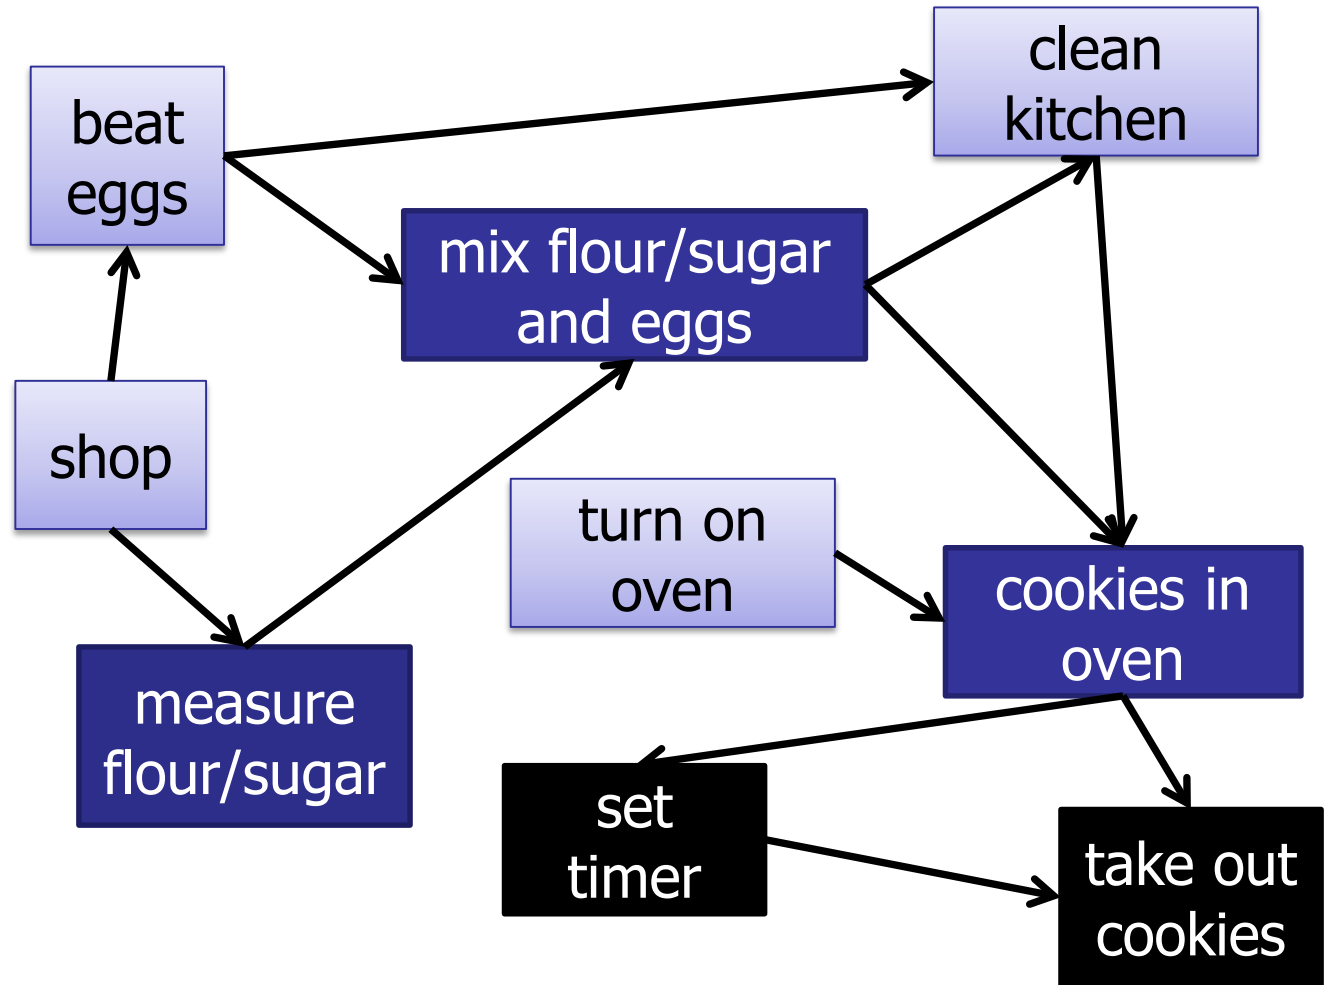 clean
kitchen
beat
eggs
mix flour/sugar
and eggs
shop
turn on
oven
cookies in
oven
measure
flour/sugar
set
timer
take out
cookies